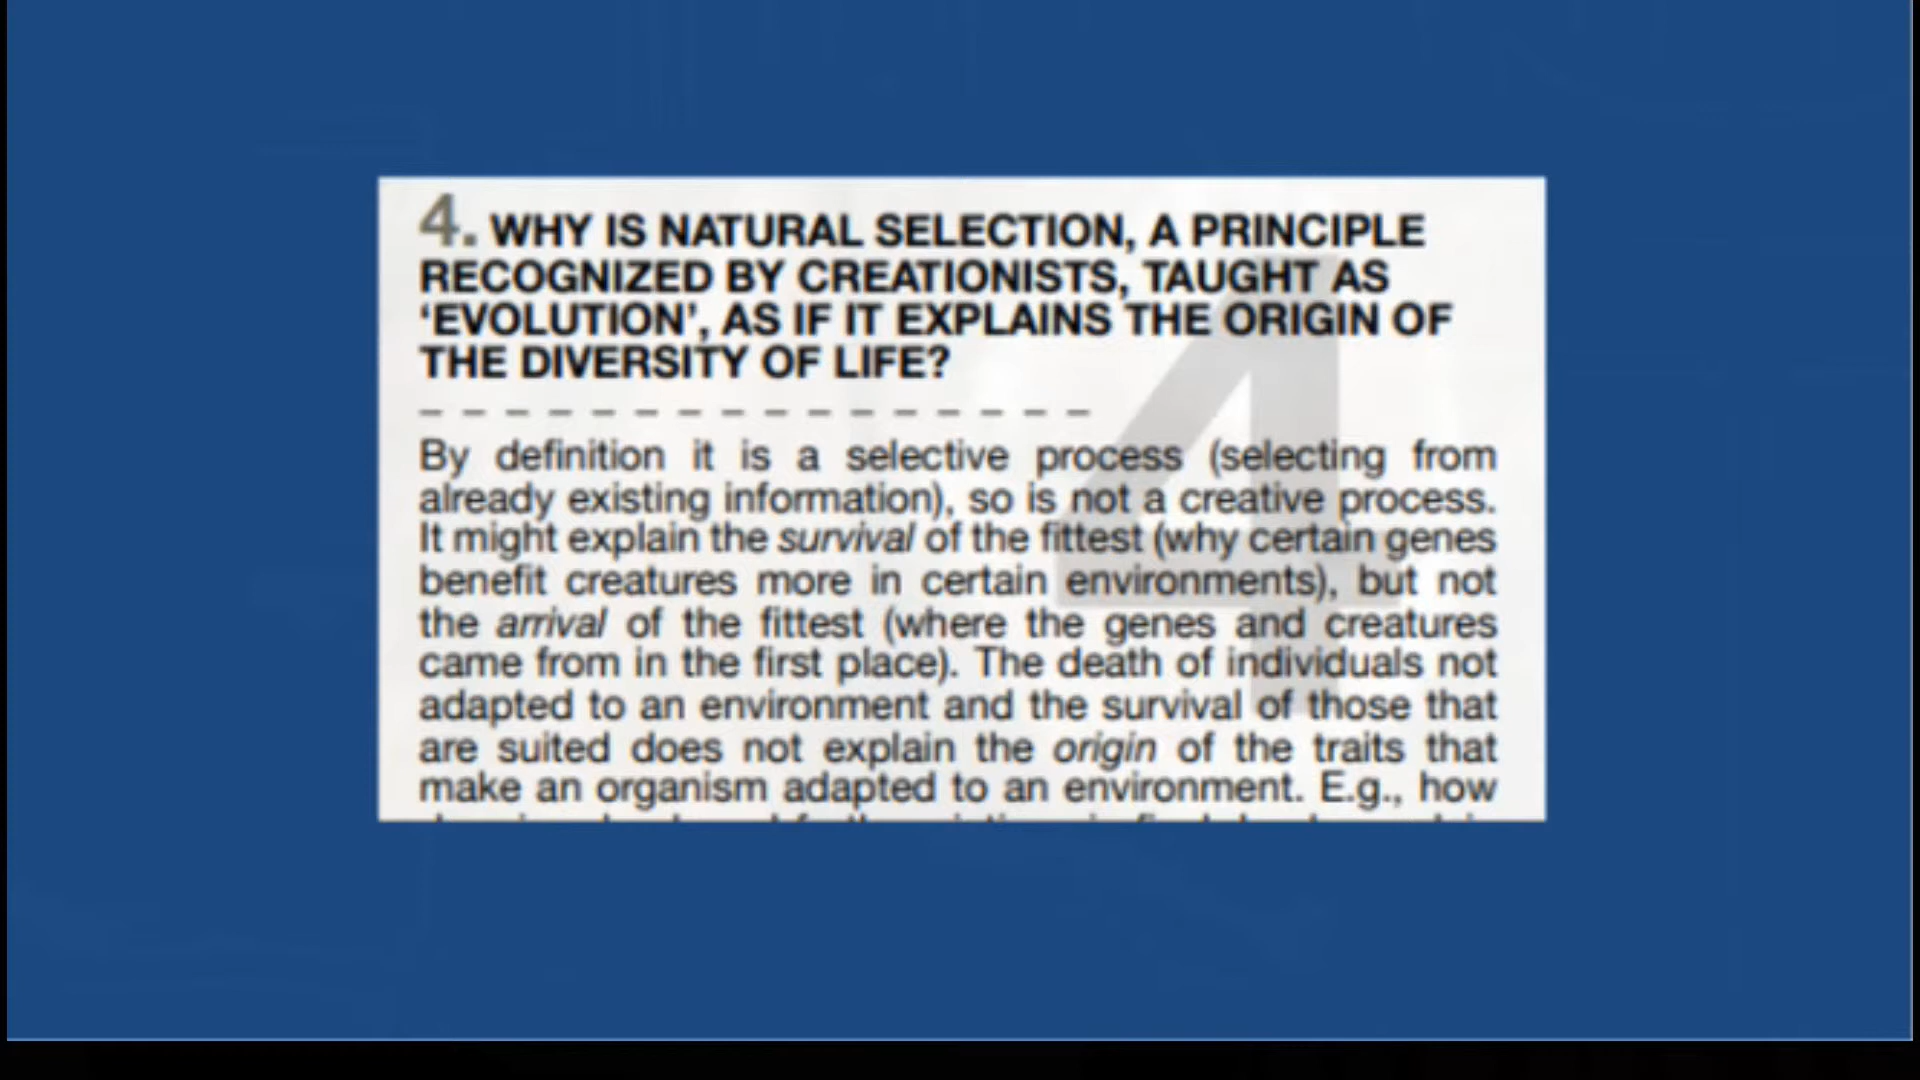 4. WHY IS NATURAL SELECTION, A PRINCIPLE
RECOGNIZED BY CREATIONISTS, TAUGHT AS
‘EVOLUTION’, AS IF IT EXPLAINS THE ORIGIN OF
THE DIVERSITY OF LIFE?
By definition it is a selective process (selecting from
already existing information), so is not a creative process.
It might explain the survival of the fittest (why certain genes
benefit creatures more in certain environments), but not
the arrival of the fittest (where the genes and creatures
came from in the first place). The death of individuals not
adapted to an environment and the survival of those that
are suited does not explain the origin of the traits that
make an organism adapted to an environment. E.g., how
4